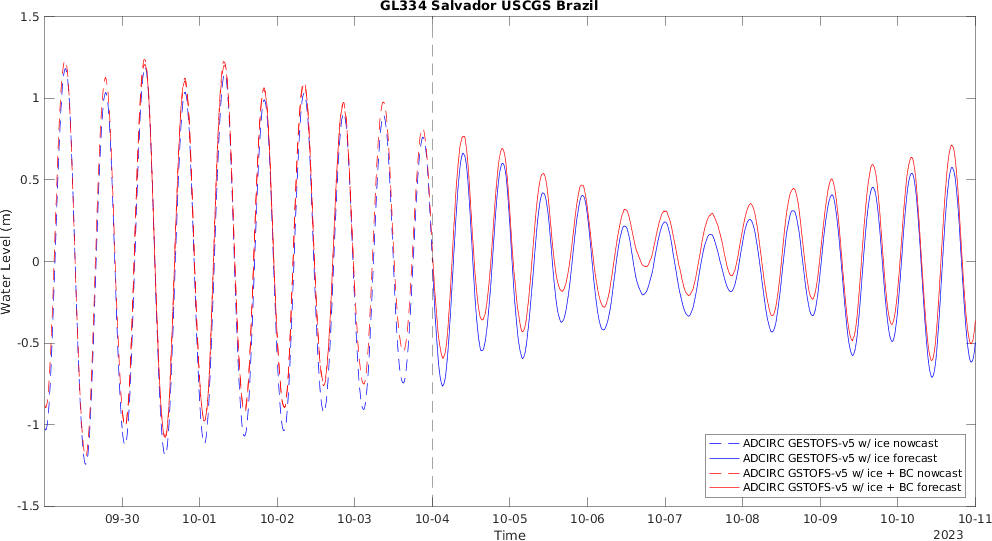 GL334 Salvador USCGS Brazil
1.5
1
0.5
0
-0.5
-1
-1.5
Water Level (m)
ADCIRC GESTOFS-v5 w/ ice nowcast
ADCIRC GESTOFS-v5 w/ ice forecast
ADCIRC GSTOFS-v5 w/ ice + BC nowcast
ADCIRC GSTOFS-v5 w/ ice + BC forecast
09-30 10-01 10-02 10-03 10-04 10-05 10-06 10-07 10-08 10-09 10-10 10-11
Time
2023